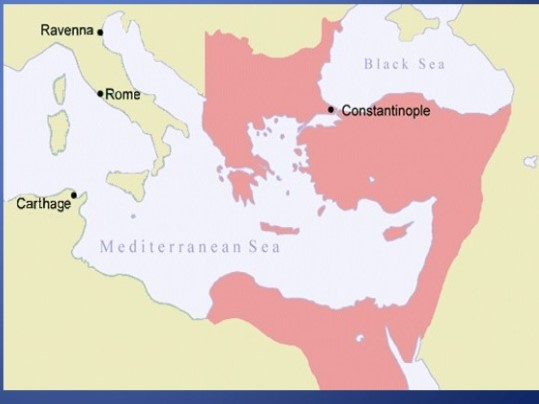 Ravenna
Black Sea
Rome
Constantinople
Carthage
Mediterranean Sea